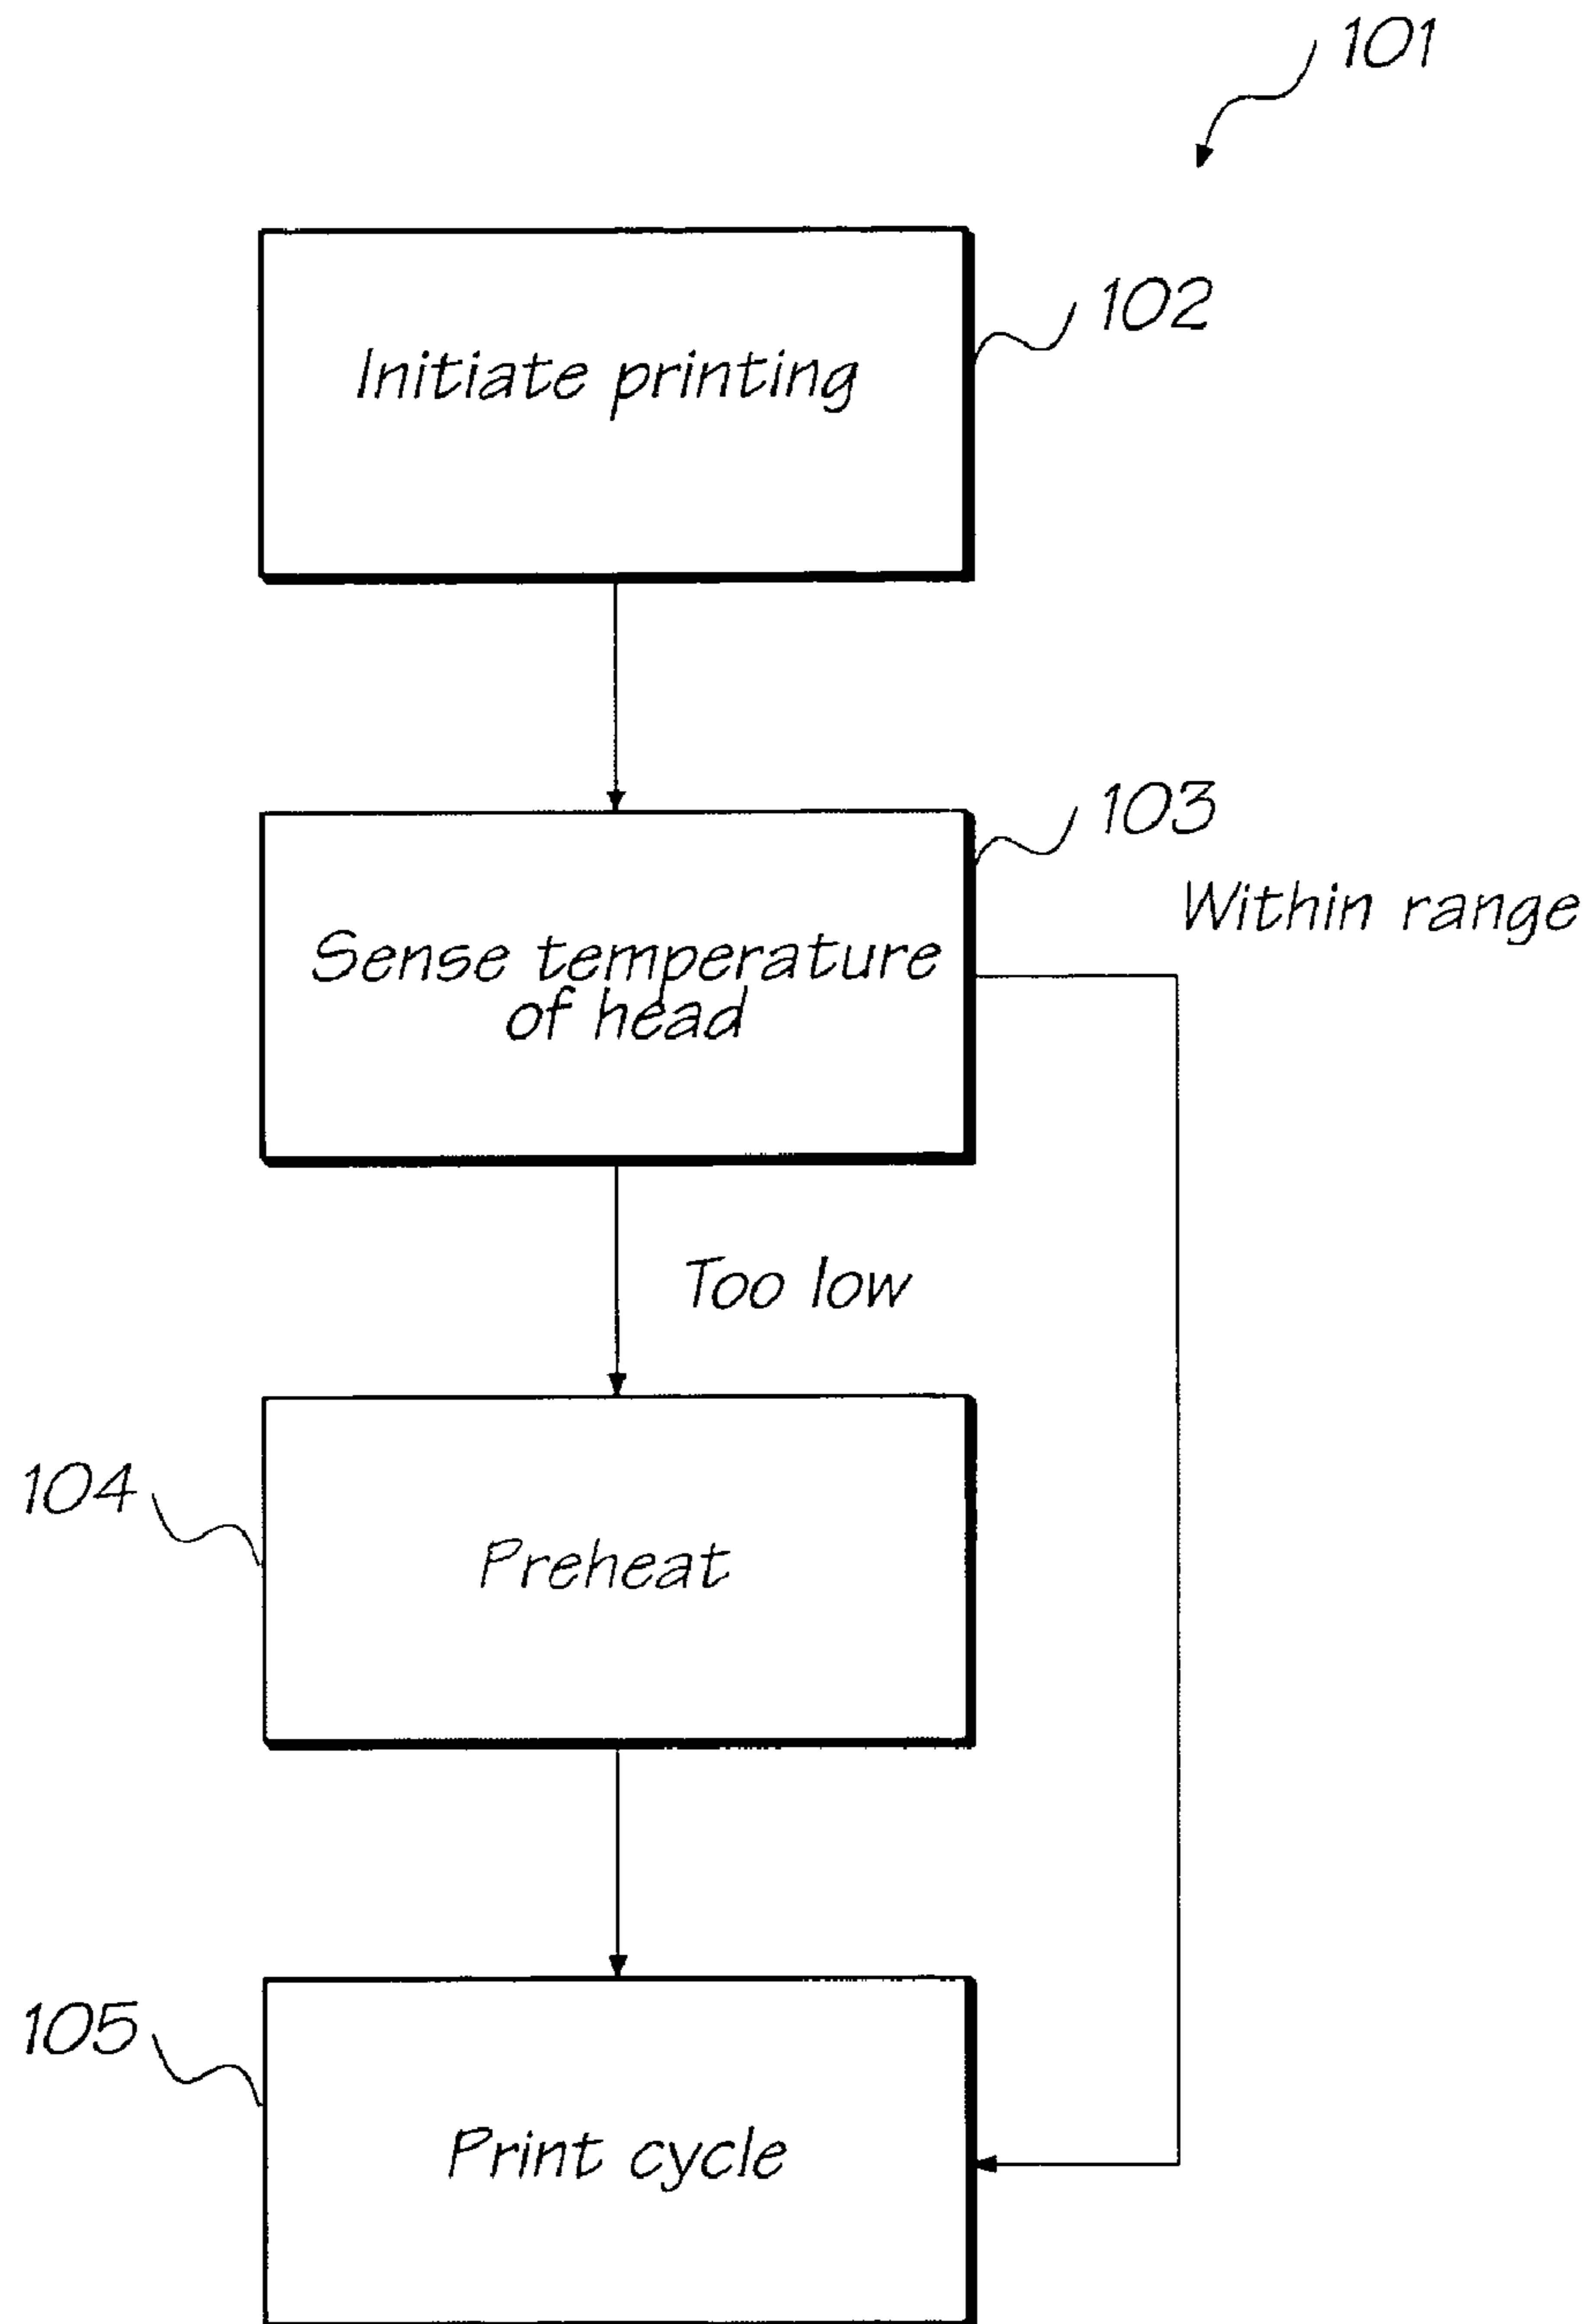 101
102
Initiate printing
103
Within range
Sense temperature
of head
Too low
104
Preheat
105
Print cycle